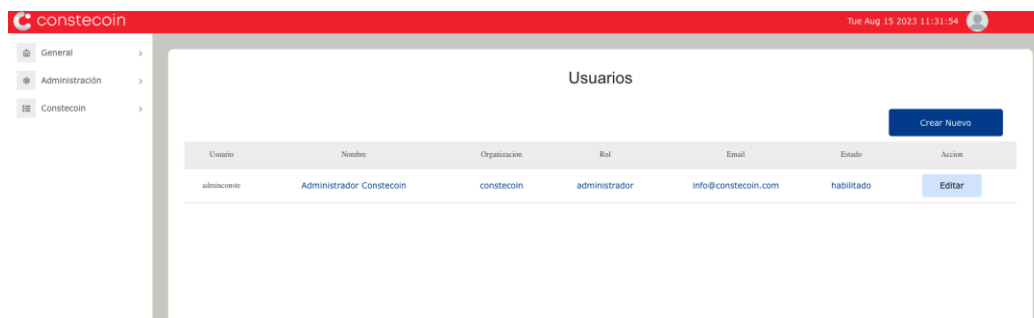 constecoin
Tue Aug 15 2023 11:31:54
General
Administración
Constecoin
Usuarios
Crear Nuevo
Usuario Nombre Organizacion Rol Email Estado Accion
adminconste Administrador Constecoin constecoin administrador info@constecoin.com habilitado Editar